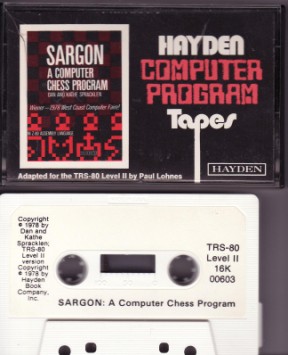 SARGON
A COMPUTER
CHESS PROGRAM
DAN AND KATHE SPRACKLEN
Winner—1978 West Coast Computer Faire!
HAYDEN
COMPUTER
PROGRAM
Tapes
HAYDEN
Adapted for the TRS-80 Level II by Paul Lohnes
Copyright
© 1978 by
Dan and
Kathe
Spracklen;
TRS-80
Level II
version
Copyright
© 1978 by
Hayden
Book
Company,
Inc.
TRS-80
Level II
16K
00603
SARGON: A Computer Chess Program